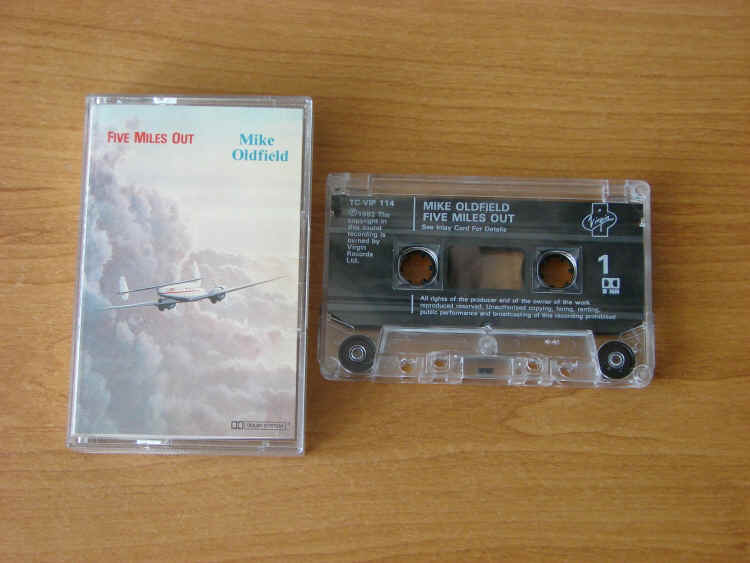 FIVE MILES OUT
Mike
Oldfield
DOLBY SYSTEM
TC-VIP 114
℗1982 The
copyright in
this sound
recording is
owned by
Virgin
Records
Ltd.
MIKE OLDFIELD
FIVE MILES OUT
See Inlay Card For Details
Virgin
1
All rights of the producer and of the owner of the work
reproduced reserved. Unauthorised copying, hiring, renting,
public performance and broadcasting of this recording prohibited